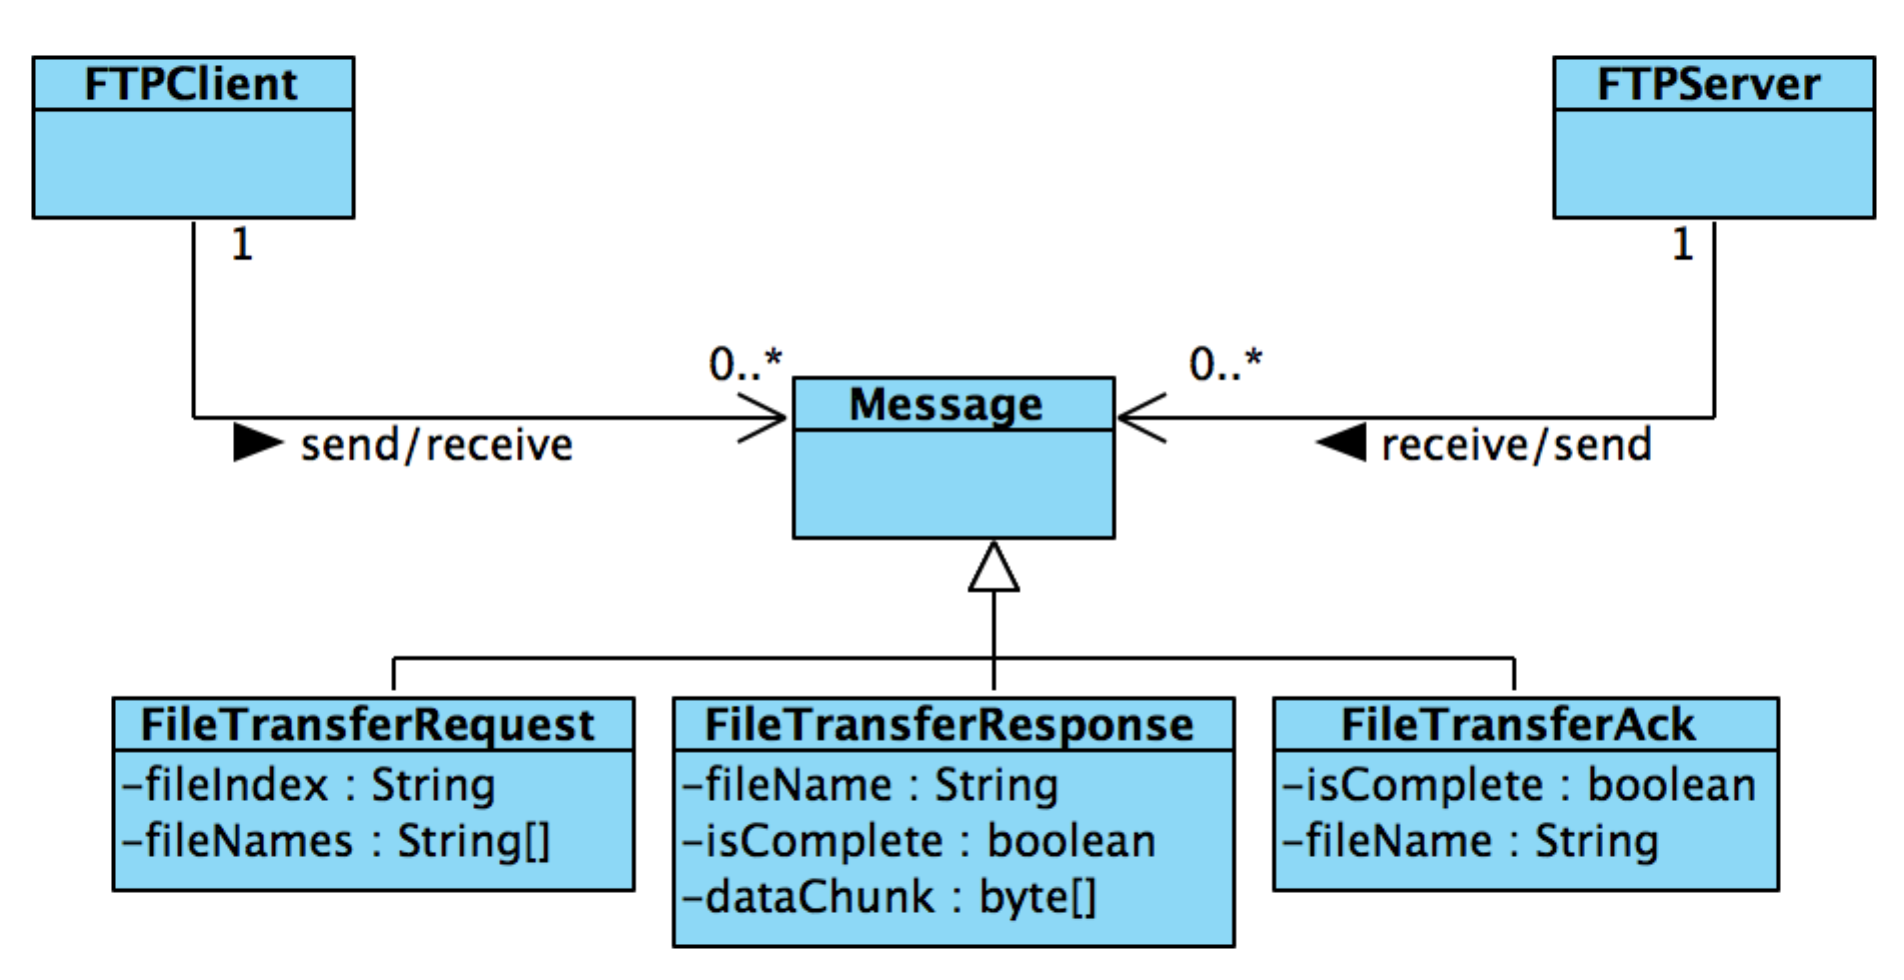 FTPClient
FTPServer
1
1
0..*
0..*
Message
send/receive
receive/send
FileTransferRequest
-fileIndex : String
-fileNames : String[]
FileTransferResponse
-fileName : String
-isComplete : boolean
-dataChunk : byte[]
FileTransferAck
-isComplete : boolean
-fileName : String